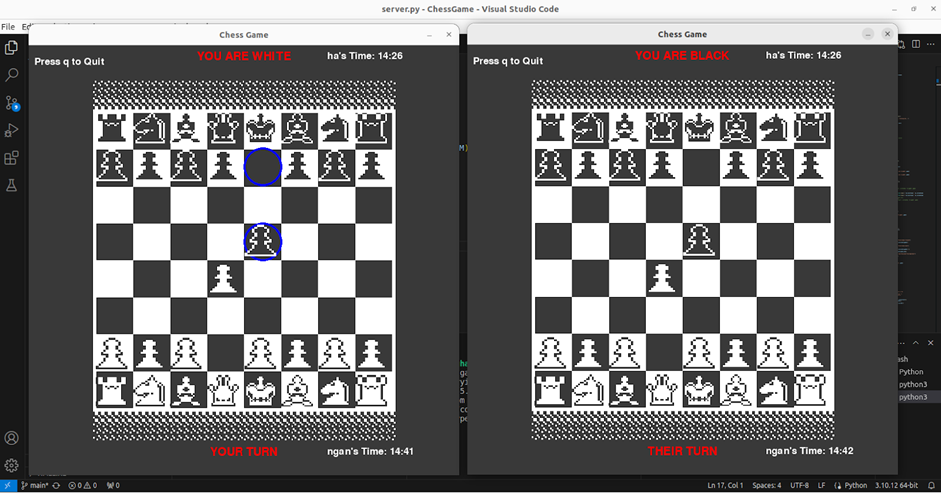 server.py - ChessGame - Visual Studio Code
File
Chess Game
YOU ARE WHITE
ha's Time: 14:26
Press q to Quit
YOUR TURN
ngan's Time: 14:41
Chess Game
YOU ARE BLACK
ha's Time: 14:26
Press q to Quit
THEIR TURN
ngan's Time: 14:42
Python
python3
python3
main*
0 0
0
Ln 17, Col 1
Spaces: 4
UTF-8
LF
Python
3.10.12 64-bit